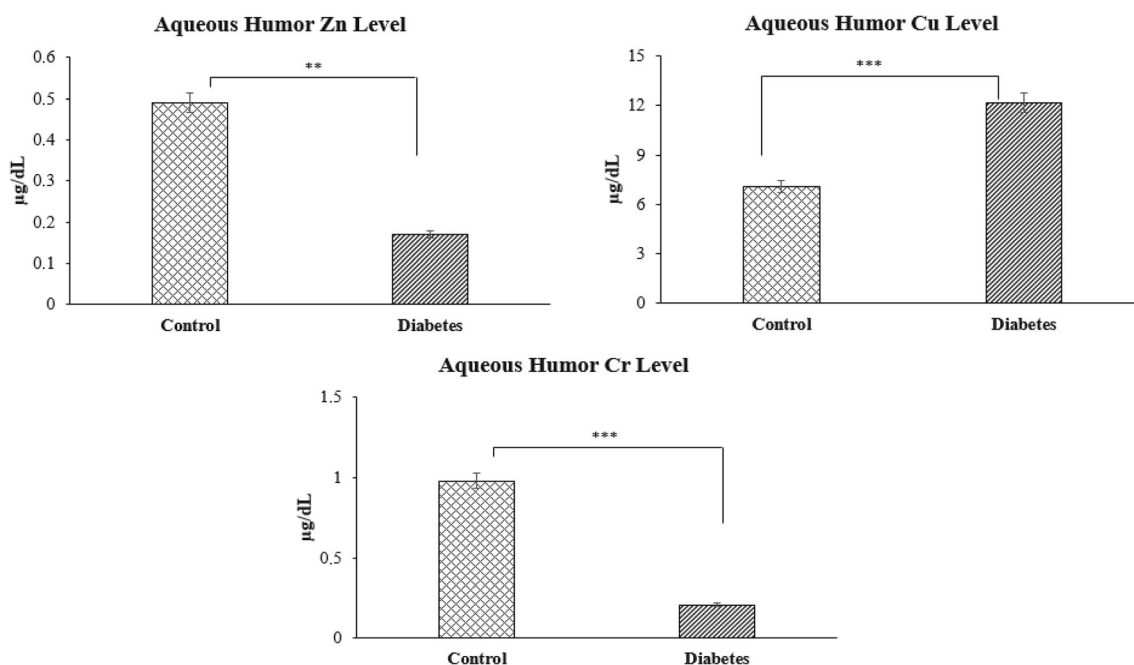 Aqueous Humor Zn Level
0.6
0.5
0.4
0.3
0.2
0.1
0
µg/dL
**
Control
Diabetes
Aqueous Humor Cu Level
15
12
9
6
3
0
µg/dL
***
Control
Diabetes
Aqueous Humor Cr Level
1.5
1
0.5
0
µg/dL
***
Control
Diabetes